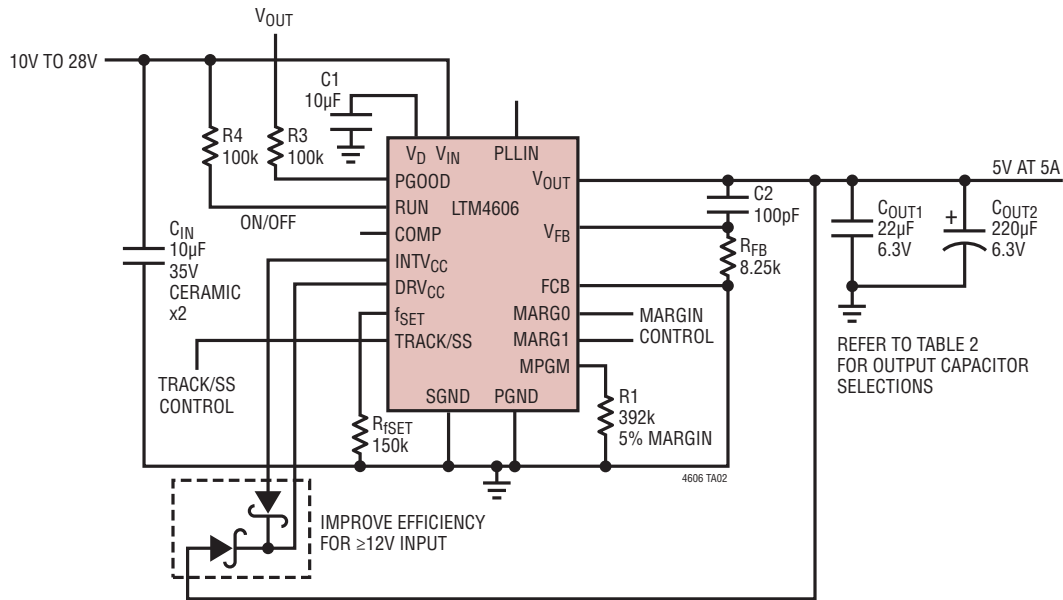 VOUT
10V TO 28V
C1
10µF
R4
100k
R3
100k
VD
VIN
PLLIN
PGOOD
VOUT
5V AT 5A
RUN
LTM4606
ON/OFF
COMP
VFB
C2
100pF
COUT1
22µF
6.3V
+
COUT2
220µF
6.3V
CIN
10µF
35V
CERAMIC
x2
INTVCC
DRVCC
FCB
RFB
8.25k
fSET
MARG0
MARG1
MARGIN
CONTROL
TRACK/SS
MPGM
REFER TO TABLE 2
FOR OUTPUT CAPACITOR
SELECTIONS
TRACK/SS
CONTROL
SGND
PGND
RfSET
150k
R1
392k
5% MARGIN
4606 TA02
IMPROVE EFFICIENCY
FOR ≥12V INPUT